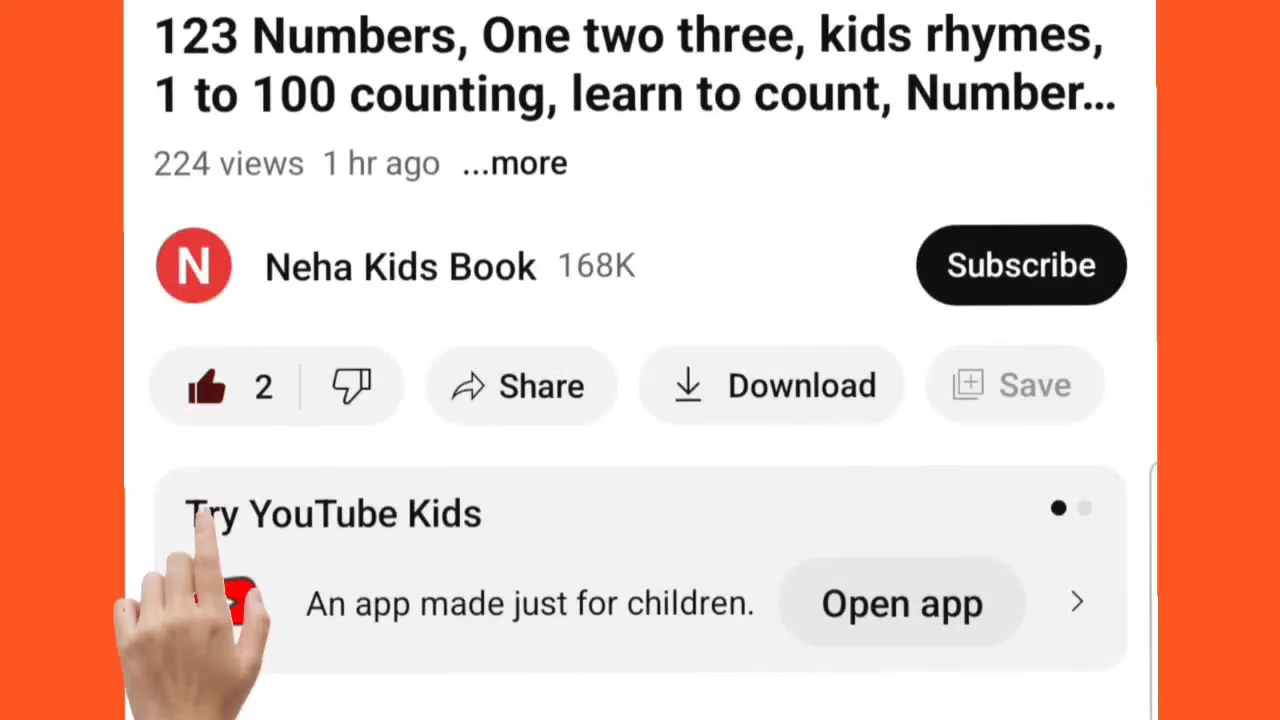 123 Numbers, One two three, kids rhymes,
1 to 100 counting, learn to count, Number...
224 views 1 hr ago ...more
N Neha Kids Book 168K Subscribe
2 Share Download Save
Try YouTube Kids
An app made just for children. Open app